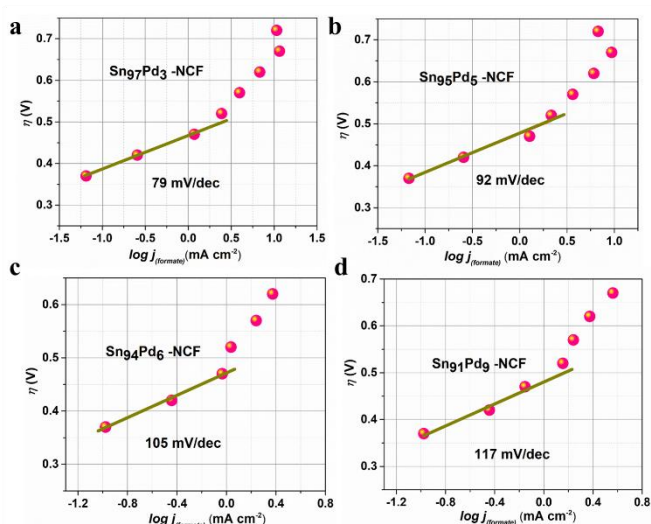 a
0.7
0.6
0.5
0.4
0.3
η (V)
Sn97Pd3 -NCF
79 mV/dec
-1.5 -1.0 -0.5 0.0 0.5 1.0 1.5
log j(formate) (mA cm-2)
b
0.7
0.6
0.5
0.4
0.3
η (V)
Sn95Pd5 -NCF
92 mV/dec
-1.5 -1.0 -0.5 0.0 0.5 1.0 1.5
log j(formate) (mA cm-2)
c
0.6
0.5
0.4
0.3
η (V)
Sn94Pd6 -NCF
105 mV/dec
-1.2 -0.8 -0.4 0.0 0.4 0.8
log j(formate) (mA cm-2)
d
0.7
0.6
0.5
0.4
0.3
η (V)
Sn91Pd9 -NCF
117 mV/dec
-1.2 -0.8 -0.4 0.0 0.4 0.8
log j(formate) (mA cm-2)